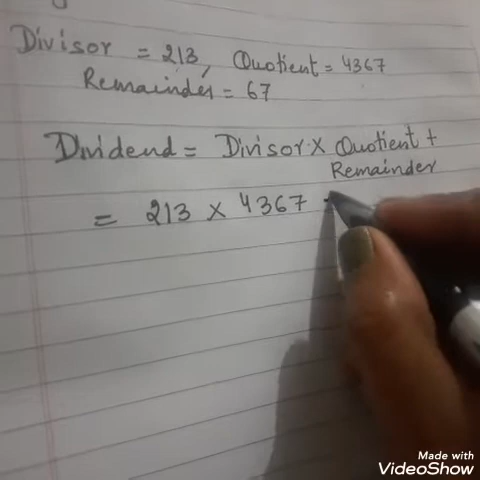 Divisor = 213, Quotient = 4367
Remainder = 67
Dividend = Divisor × Quotient +
Remainder
= 213 × 4367
Made with
VideoShow